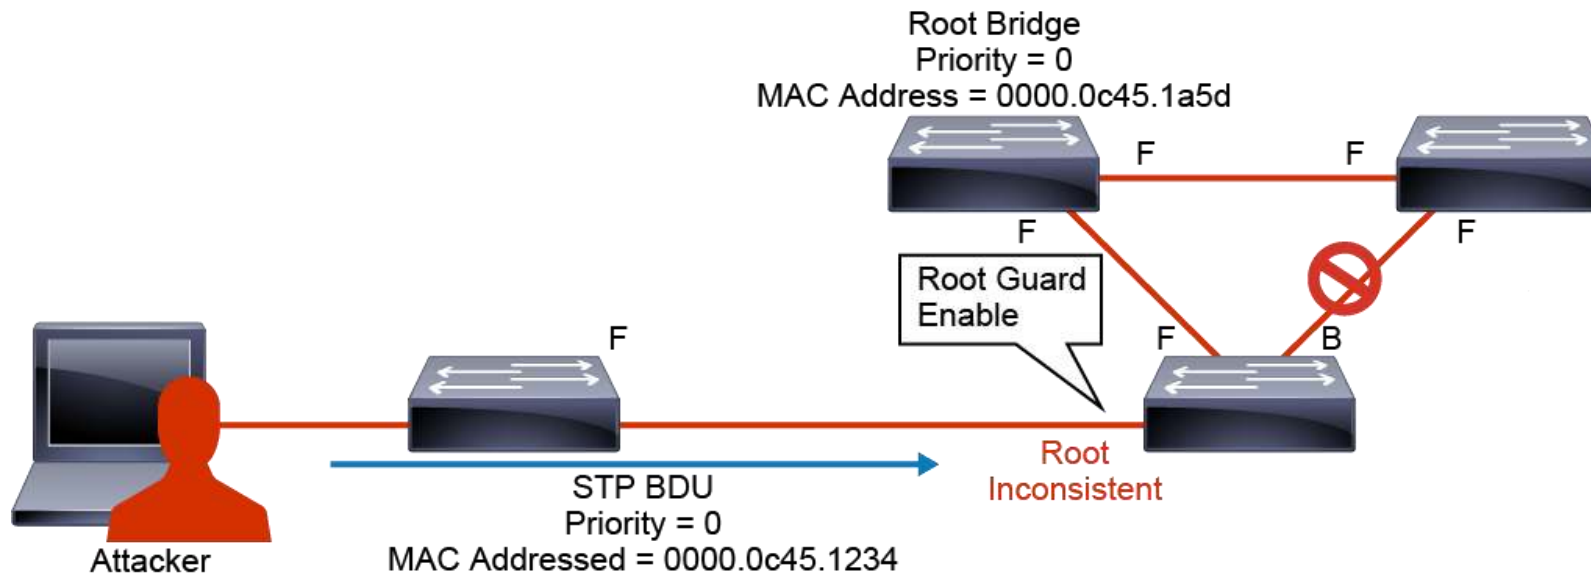 Root Bridge
Priority = 0
MAC Address = 0000.0c45.1a5d
F
F
F
F
Root Guard
Enable
F
F
B
Root
Inconsistent
STP BDU
Priority = 0
MAC Addressed = 0000.0c45.1234
Attacker